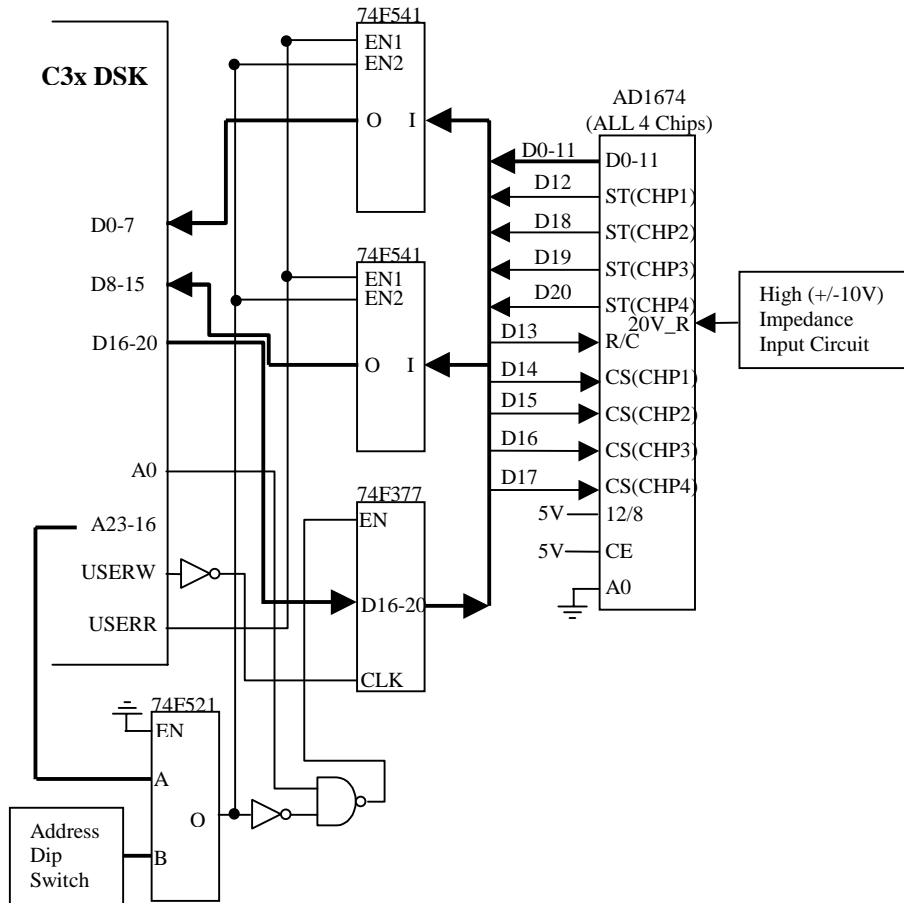 74F541
EN1
EN2
O I
C3x DSK
D0-7
D8-15
D16-20
A0
A23-16
USERW
USERR
74F541
EN1
EN2
O I
74F377
EN
D16-20
CLK
74F521
EN
A
O
B
Address
Dip
Switch
AD1674
(ALL 4 Chips)
D0-11
D12
D18
D19
D20
D13
D14
D15
D16
D17
5V
5V
D0-11
ST(CHP1)
ST(CHP2)
ST(CHP3)
ST(CHP4)
20V_R
R/C
CS(CHP1)
CS(CHP2)
CS(CHP3)
CS(CHP4)
12/8
CE
A0
High (+/-10V)
Impedance
Input Circuit